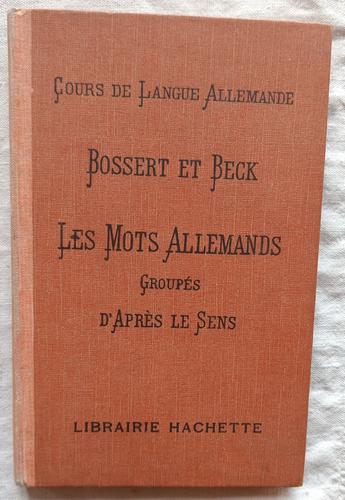 Cours de Langue Allemande
Bossert et Beck
Les Mots Allemands
Groupés
d'Après le Sens
LIBRAIRIE HACHETTE